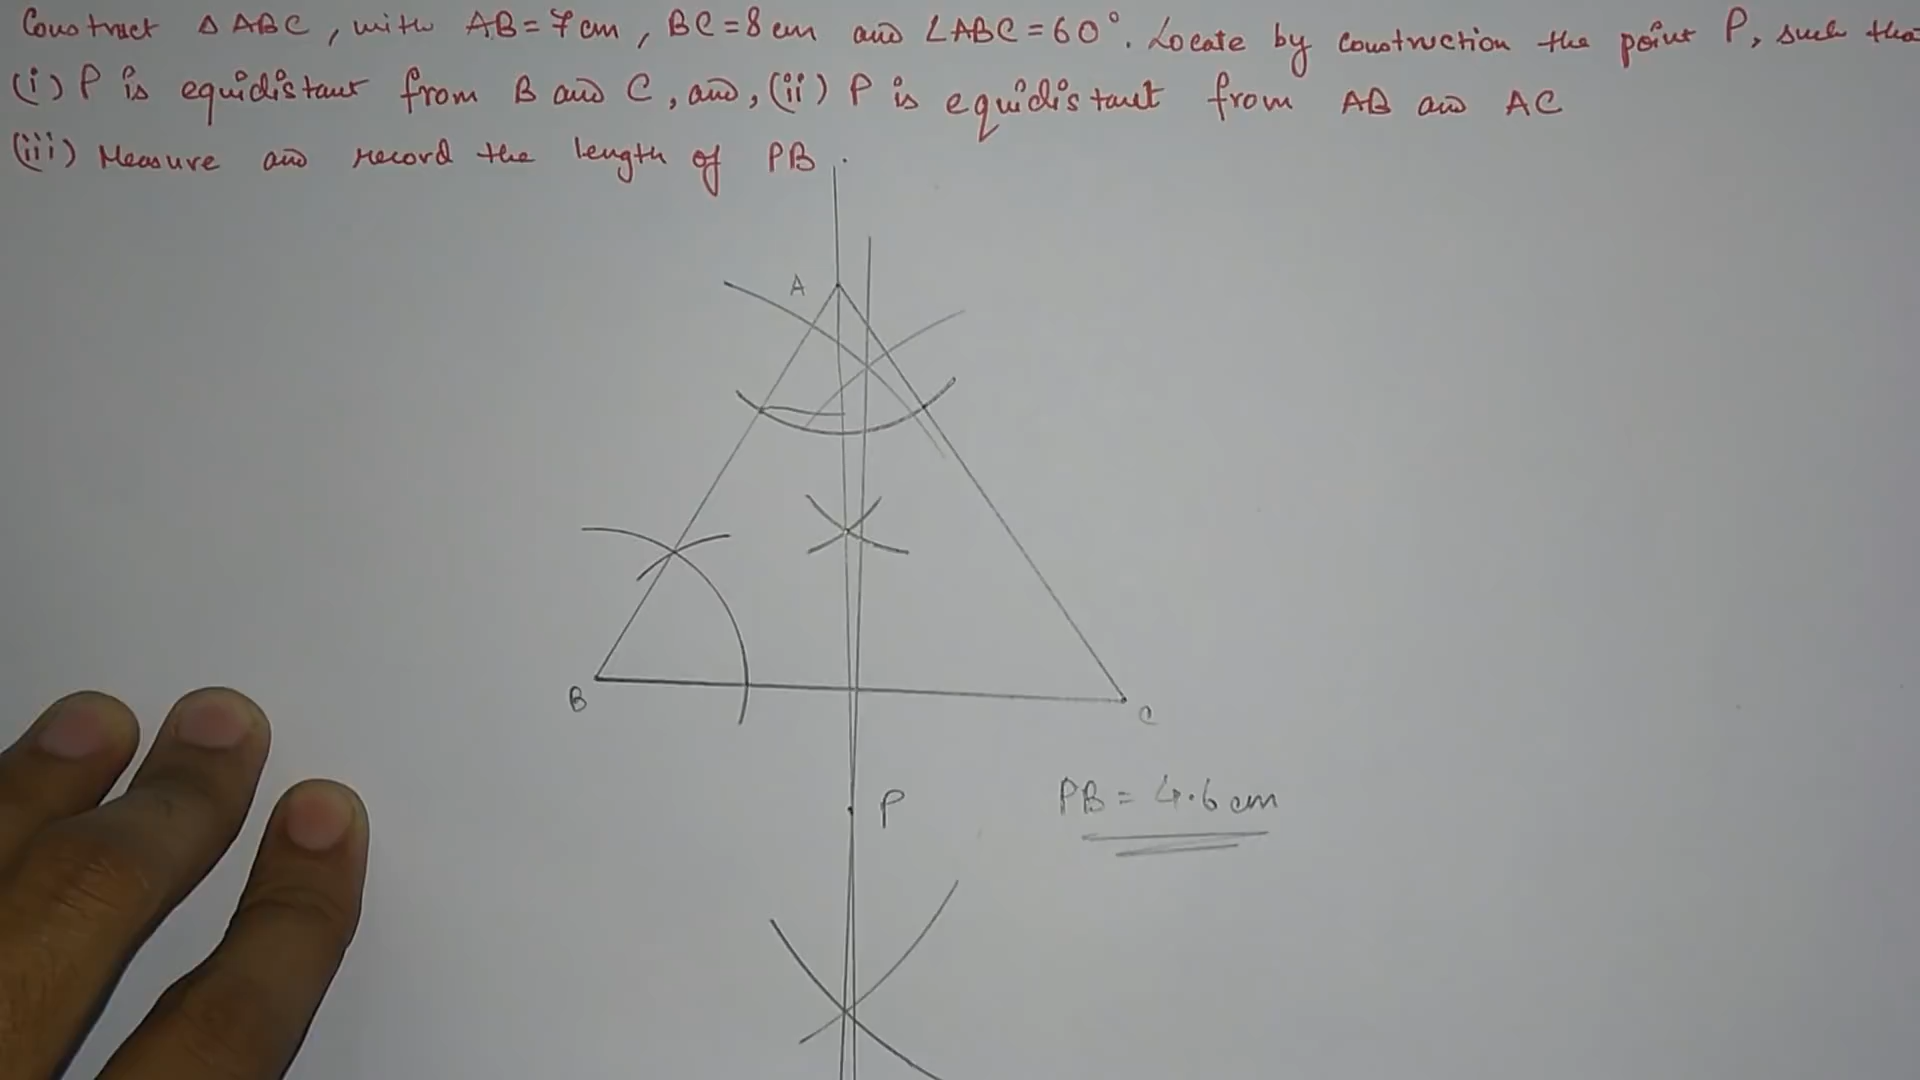 Construct Δ ABC, with AB = 7 cm, BC = 8 cm and ∠ABC = 60°. Locate by construction the point P, such that
(i) P is equidistant from B and C, and, (ii) P is equidistant from AB and AC
(iii) Measure and record the length of PB.
A
B
C
P
PB = 4.6 cm